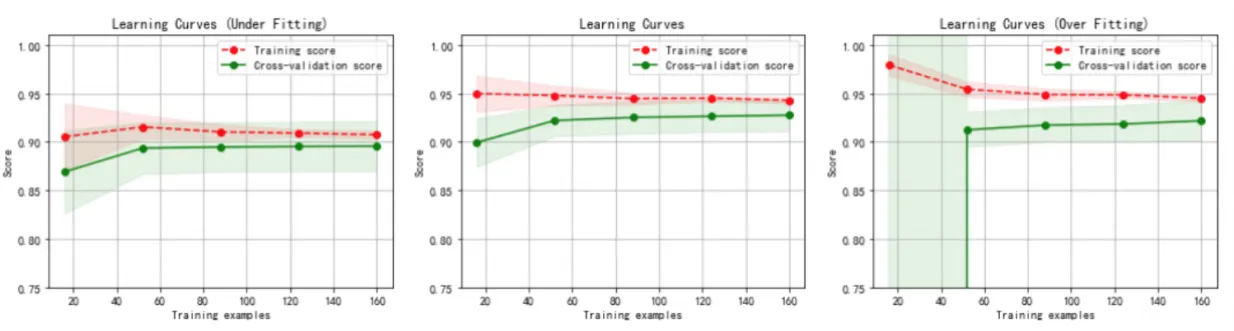 Learning Curves (Under Fitting)
1.00
0.95
0.90
0.85
0.80
0.75
Score
Training score
Cross-validation score
20 40 60 80 100 120 140 160
Training examples
Learning Curves
1.00
0.95
0.90
0.85
0.80
0.75
Score
Training score
Cross-validation score
20 40 60 80 100 120 140 160
Training examples
Learning Curves (Over Fitting)
1.00
0.95
0.90
0.85
0.80
0.75
Score
Training score
Cross-validation score
20 40 60 80 100 120 140 160
Training examples